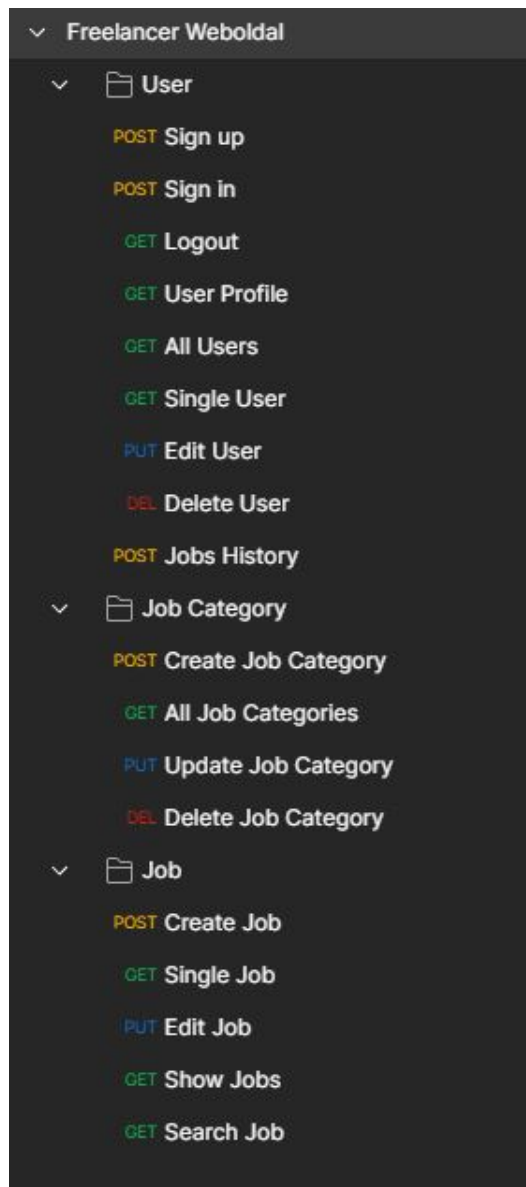 Freelancer Weboldal
User
POST Sign up
POST Sign in
GET Logout
GET User Profile
GET All Users
GET Single User
PUT Edit User
DEL Delete User
POST Jobs History
Job Category
POST Create Job Category
GET All Job Categories
PUT Update Job Category
DEL Delete Job Category
Job
POST Create Job
GET Single Job
PUT Edit Job
GET Show Jobs
GET Search Job